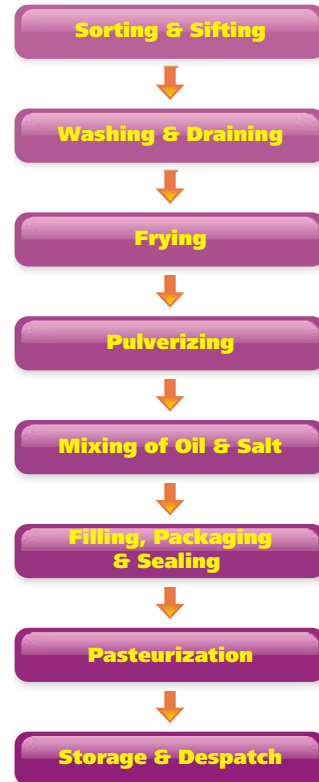 Sorting & Sifting
Washing & Draining
Frying
Pulverizing
Mixing of Oil & Salt
Filling, Packaging
& Sealing
Pasteurization
Storage & Despatch